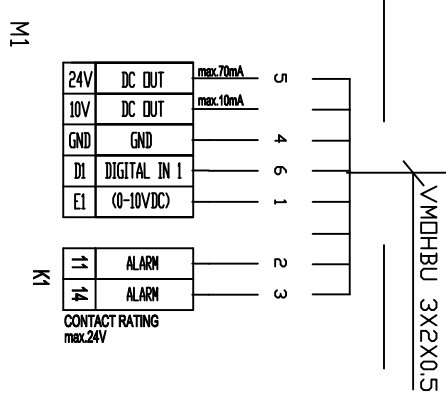 M1
24V DC OUT max.70mA 5
10V DC OUT max.10mA
GND GND 4
D1 DIGITAL IN 1 6
E1 (0-10VDC) 1
K1
11 ALARM 2
14 ALARM 3
CONTACT RATING
max.24V
VMOHBU 3X2X0.5